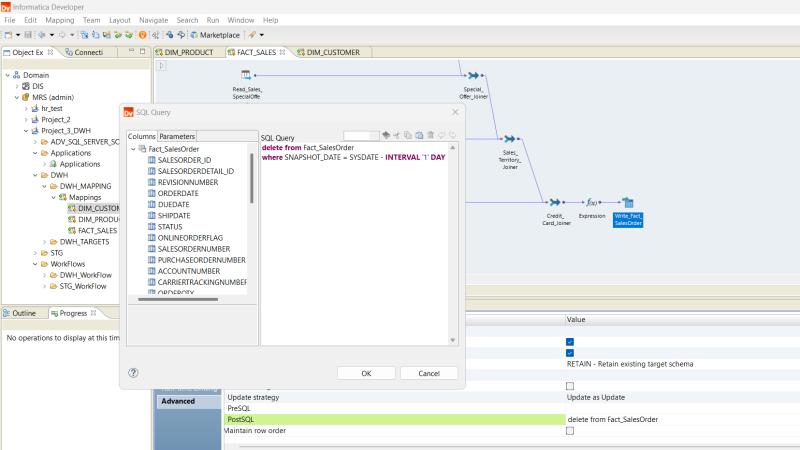 Informatica Developer
File Edit Mapping Team Layout Navigate Search Run Window Help
Marketplace
Object Ex
Connecti
Domain
DIS
MRS (admin)
hr_test
Project_2
Project_3_DWH
ADV_SQL_SERVER_SC
Applications
Applications
DWH
DWH_MAPPING
Mappings
DIM_CUSTOM
DIM_PRODU
FACT_SALES
DWH_TARGETS
STG
WorkFlows
DWH_WorkFlow
STG_WorkFlow
Outline
Progress
No operations to display at this tim
DIM_PRODUCT
FACT_SALES
DIM_CUSTOMER
Read_Sales_
SpecialOffe
Special_
Offer_Joiner
Sales_
Territory_
Joiner
Credit_
Card_Joiner
Expression
Write_Fact_
SalesOrder
SQL Query
Columns Parameters
Fact_SalesOrder
SALESORDER_ID
SALESORDERDETAIL_ID
REVISIONNUMBER
ORDERDATE
DUEDATE
SHIPDATE
STATUS
ONLINEORDERFLAG
SALESORDERNUMBER
PURCHASEORDERNUMBER
ACCOUNTNUMBER
CARRIERTRACKINGNUMBER
ORDERQTY
SQL Query
delete from Fact_SalesOrder
where SNAPSHOT_DATE = SYSDATE - INTERVAL '1' DAY
OK
Cancel
Advanced
Value
RETAIN - Retain existing target schema
Update strategy Update as Update
PreSQL
PostSQL delete from Fact_SalesOrder
Maintain row order